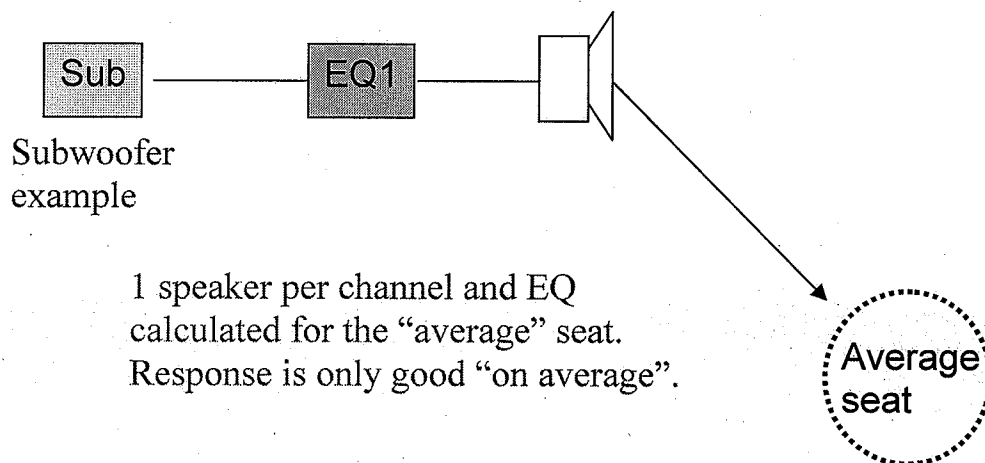 Sub
EQ1
Subwoofer
example
1 speaker per channel and EQ
calculated for the “average” seat.
Response is only good “on average”.
Average
seat